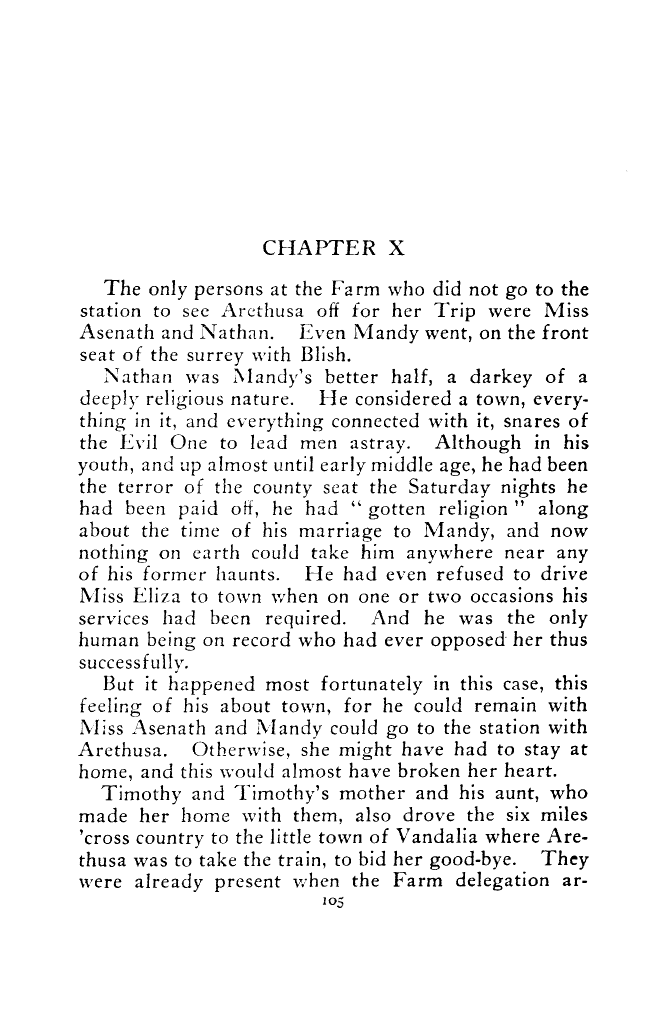 CHAPTER X
The only persons at the Farm who did not go to the
station to see Arethusa off for her Trip were Miss
Asenath and Nathan. Even Mandy went, on the front
seat of the surrey with Blish.
Nathan was Mandy's better half, a darkey of a
deeply religious nature. He considered a town, every-
thing in it, and everything connected with it, snares of
the Evil One to lead men astray. Although in his
youth, and up almost until early middle age, he had been
the terror of the county seat the Saturday nights he
had been paid off, he had " gotten religion " along
about the time of his marriage to Mandy, and now
nothing on earth could take him anywhere near any
of his former haunts. He had even refused to drive
Miss Eliza to town when on one or two occasions his
services had been required. And he was the only
human being on record who had ever opposed her thus
successfully.
But it happened most fortunately in this case, this
feeling of his about town, for he could remain with
Miss Asenath and Mandy could go to the station with
Arethusa. Otherwise, she might have had to stay at
home, and this would almost have broken her heart.
Timothy and Timothy's mother and his aunt, who
made her home with them, also drove the six miles
'cross country to the little town of Vandalia where Are-
thusa was to take the train, to bid her good-bye. They
were already present when the Farm delegation ar-
105